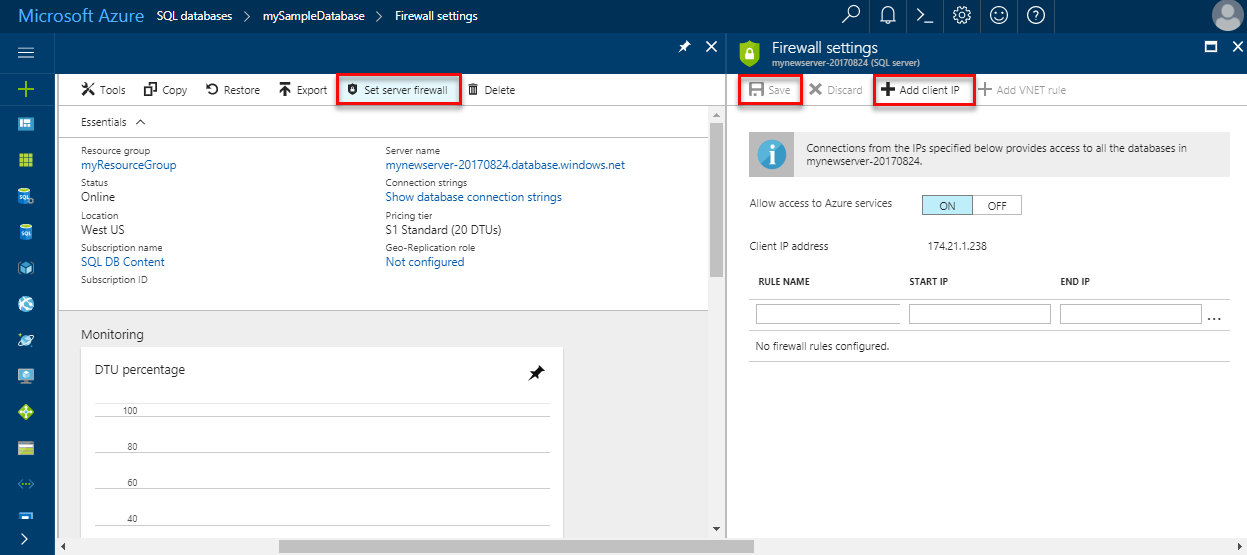 Microsoft Azure SQL databases > mySampleDatabase > Firewall settings
Tools Copy Restore Export Set server firewall Delete
Essentials
Resource group
myResourceGroup
Status
Online
Location
West US
Subscription name
SQL DB Content
Subscription ID
Server name
mynewserver-20170824.database.windows.net
Connection strings
Show database connection strings
Pricing tier
S1 Standard (20 DTUs)
Geo-Replication role
Not configured
Monitoring
DTU percentage
100
80
60
40
Firewall settings
mynewserver-20170824 (SQL server)
Save Discard Add client IP Add VNET rule
Connections from the IPs specified below provides access to all the databases in
mynewserver-20170824.
Allow access to Azure services ON OFF
Client IP address 174.21.1.238
RULE NAME START IP END IP
...
No firewall rules configured.
SQL
SQL